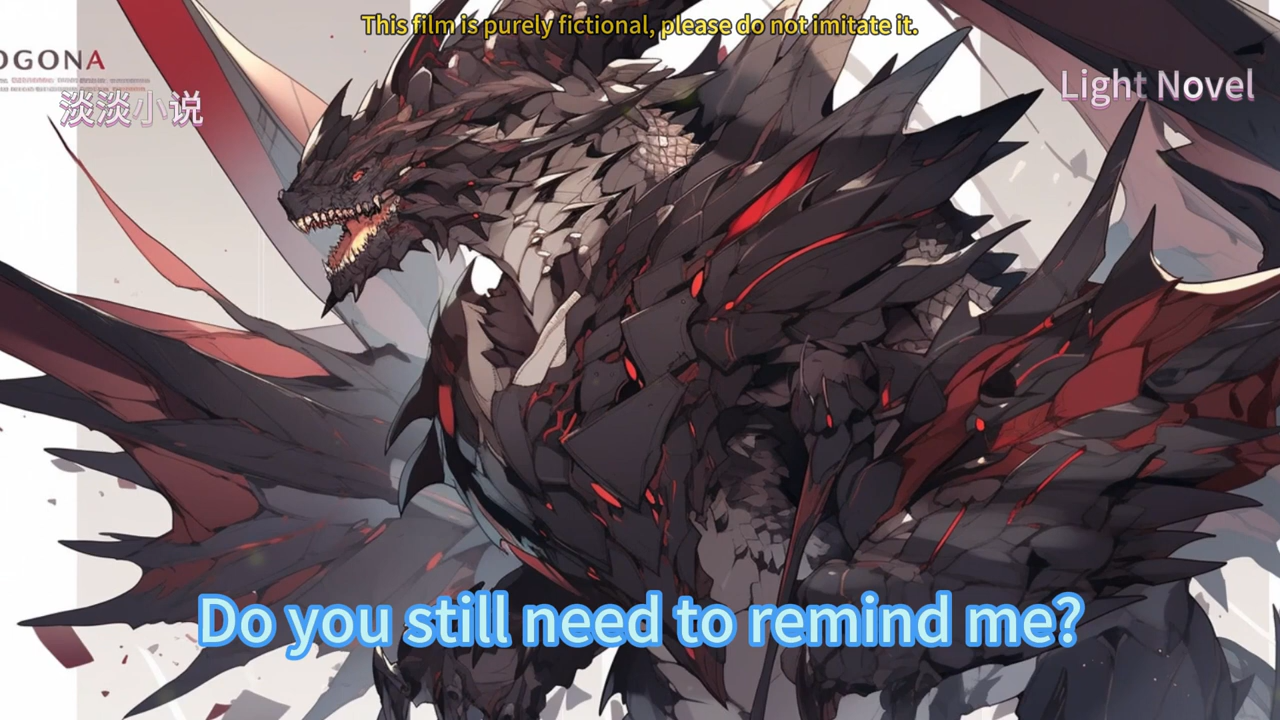 This film is purely fictional, please do not imitate it.
OGONA
淡淡小说
Light Novel
Do you still need to remind me?